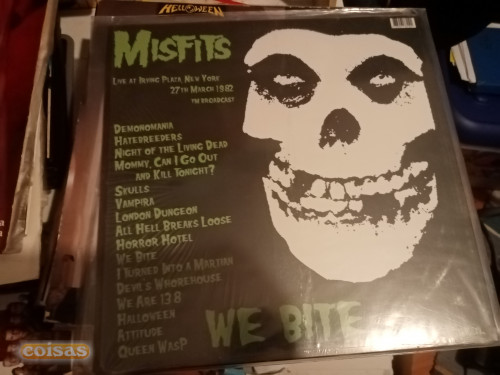 HELLOWEEN
MISFITS
LIVE AT IRVING PLAZA, NEW YORK
27TH MARCH 1982
FM BROADCAST
DEMONOMANIA
HATEBREEDERS
NIGHT OF THE LIVING DEAD
MOMMY, CAN I GO OUT
AND KILL TONIGHT?
SKULLS
VAMPIRA
LONDON DUNGEON
ALL HELL BREAKS LOOSE
HORROR HOTEL
WE BITE
I TURNED INTO A MARTIAN
DEVIL'S WHOREHOUSE
WE ARE 138
HALLOWEEN
ATTITUDE
QUEEN WASP
WE BITE
coisas